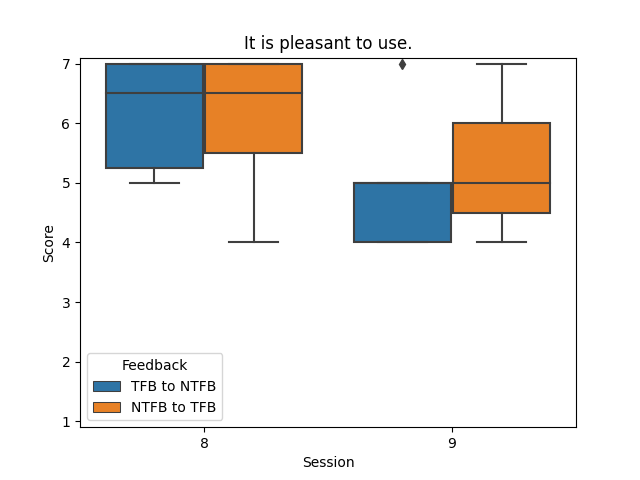 It is pleasant to use.
7
6
5
4
3
2
1
Score
Feedback
TFB to NTFB
NTFB to TFB
8
9
Session